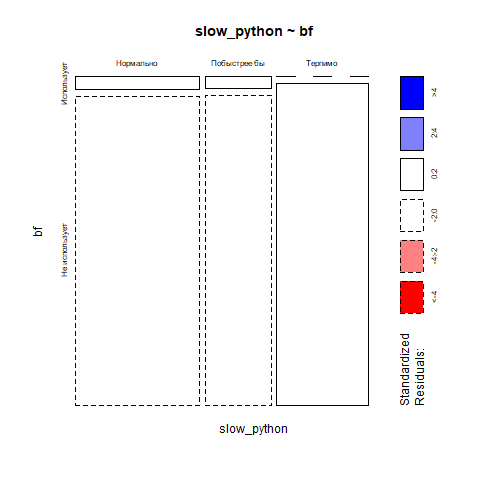 slow_python ~ bf
Нормально
Побыстрее бы
Терпимо
Использует
Не использует
bf
slow_python
>4
2:4
0:2
-2:0
-4:-2
<-4
Standardized
Residuals: